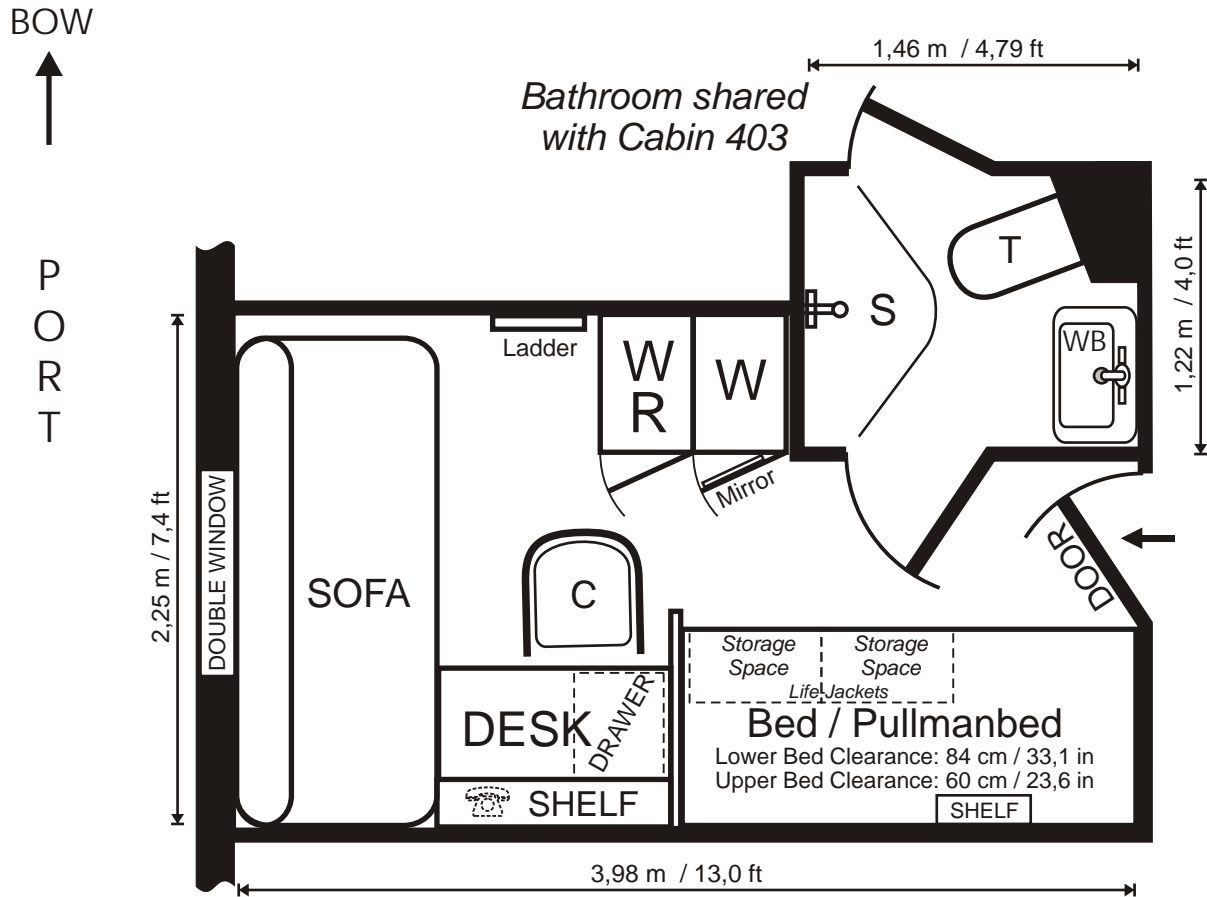 BOW
1,46 m / 4,79 ft
Bathroom shared
with Cabin 403
P
O
R
T
T
1,22 m / 4,0 ft
S
WB
Ladder
W
R
W
Mirror
2,25 m / 7,4 ft
DOUBLE WINDOW
SOFA
C
DOOR
Storage
Space
Storage
Space
Life-Jackets
DESK
DRAWER
Bed / Pullmanbed
Lower Bed Clearance: 84 cm / 33,1 in
Upper Bed Clearance: 60 cm / 23,6 in
SHELF
SHELF
3,98 m / 13,0 ft